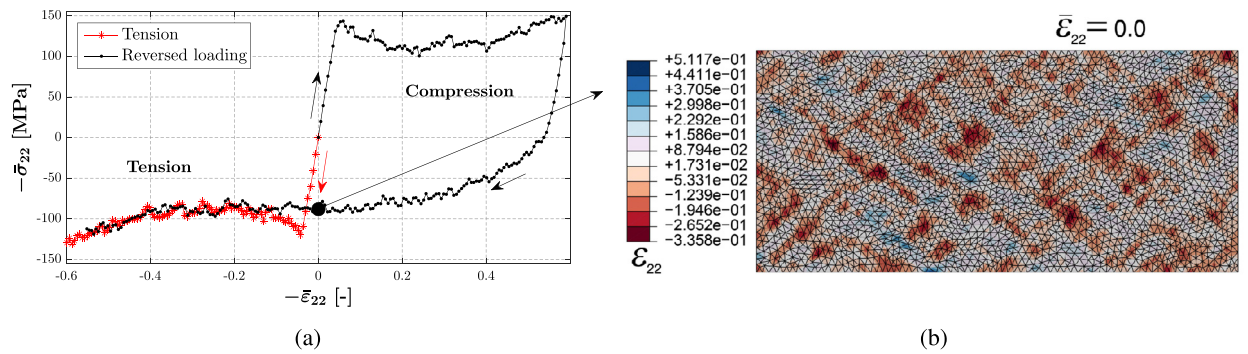 Tension
Reversed loading
Compression
Tension
150
100
50
0
-50
-100
-150
-0.6
-0.4
-0.2
0
0.2
0.4
−σ̄₂₂ [MPa]
−ε̄₂₂ [-]
(a)
ε̄₂₂ = 0.0
+5.117e−01
+4.411e−01
+3.705e−01
+2.998e−01
+2.292e−01
+1.586e−01
+8.794e−02
+1.731e−02
−5.331e−02
−1.239e−01
−1.946e−01
−2.652e−01
−3.358e−01
ε₂₂
(b)